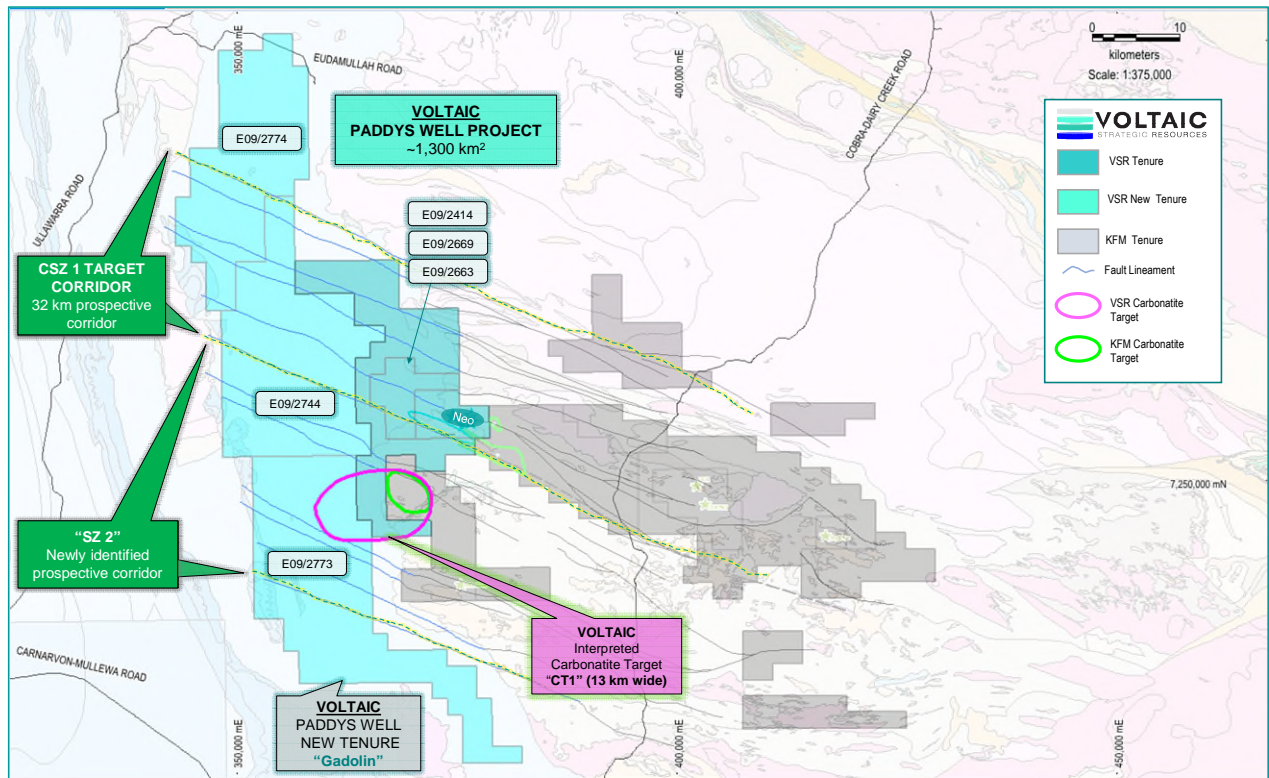 350,000 mE
EUDAMULLAH ROAD
400,000 mE
COBRA-DAIRY CREEK ROAD
0 10
kilometers
Scale: 1:375,000
VOLTAIC
PADDYS WELL PROJECT
~1,300 km²
E09/2774
ULLAWARRA ROAD
VOLTAIC
STRATEGIC RESOURCES
VSR Tenure
VSR New Tenure
KFM Tenure
Fault Lineament
VSR Carbonatite
Target
KFM Carbonatite
Target
E09/2414
E09/2669
E09/2663
CSZ 1 TARGET
CORRIDOR
32 km prospective
corridor
E09/2744
Neo
7,250,000 mN
"SZ 2"
Newly identified
prospective corridor
E09/2773
VOLTAIC
Interpreted
Carbonatite Target
"CT1" (13 km wide)
CARNARVON-MULLEWA ROAD
VOLTAIC
PADDYS WELL
NEW TENURE
"Gadolin"
350,000 mE
400,000 mE
450,000 mE